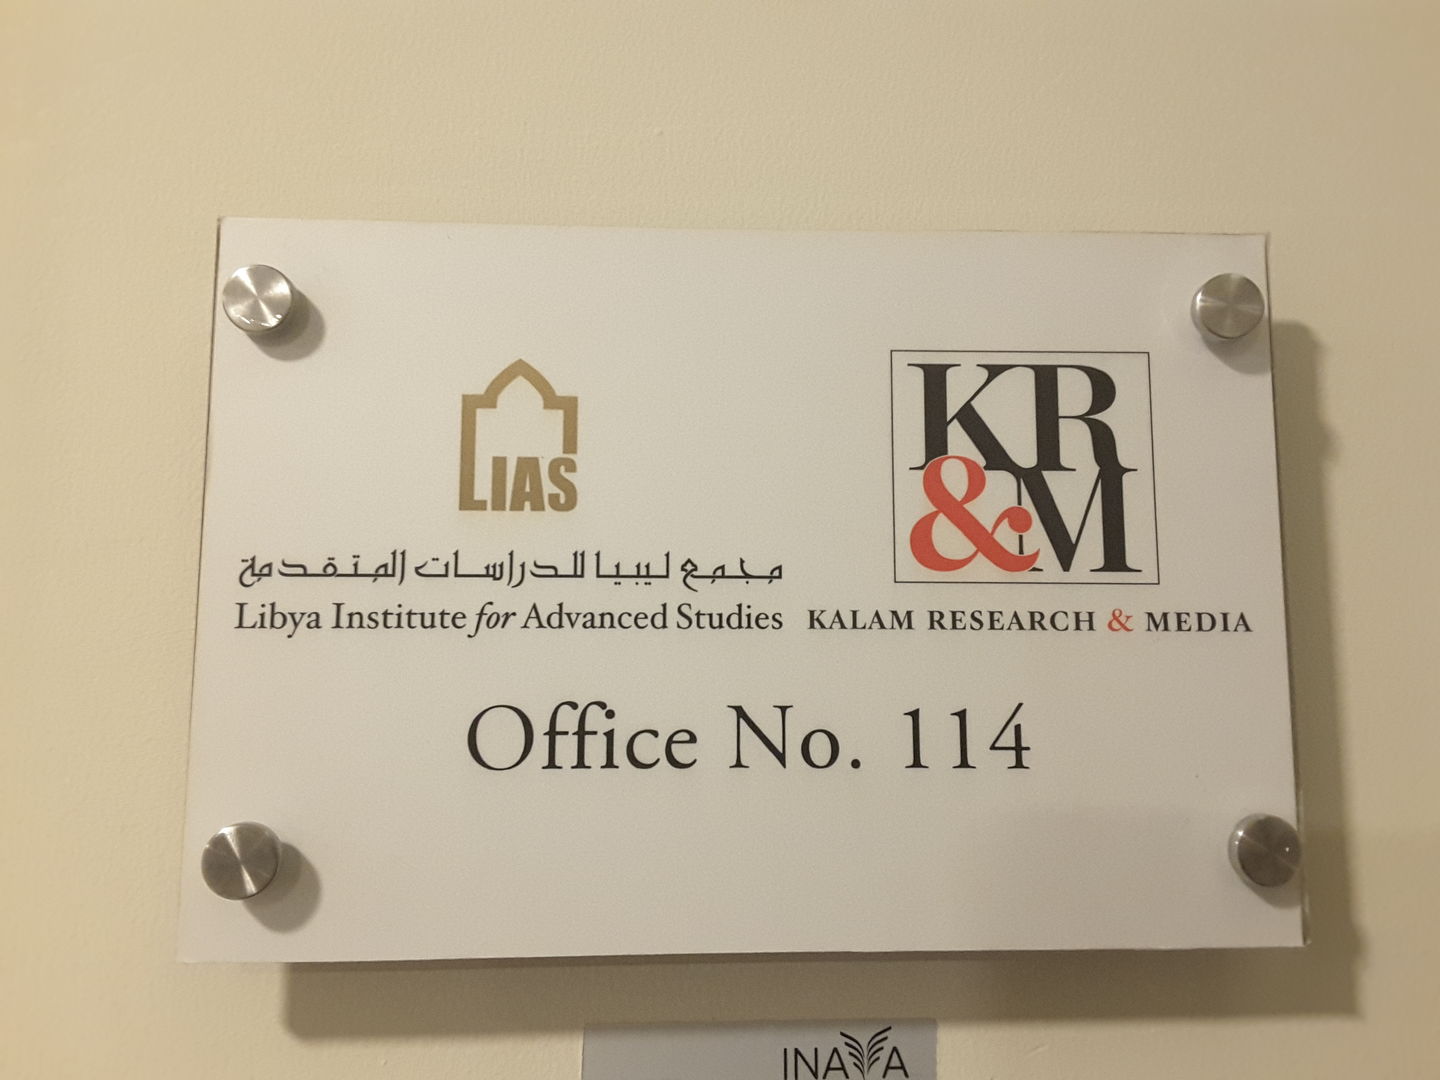 LIAS
مجمع ليبيا للدراسات المتقدمة
Libya Institute for Advanced Studies
KR
&M
KALAM RESEARCH & MEDIA
Office No. 114
INAYA